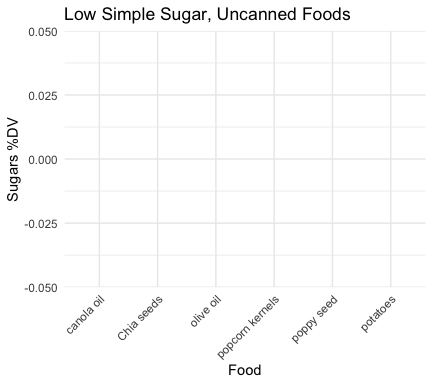 Low Simple Sugar, Uncanned Foods
Sugars %DV
0.050
0.025
0.000
-0.025
-0.050
canola oil
Chia seeds
olive oil
popcorn kernels
poppy seed
potatoes
Food